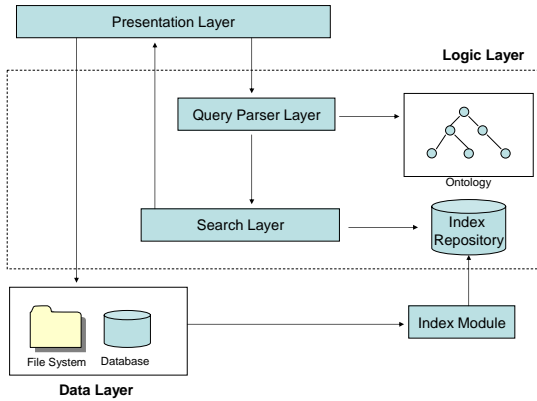 Presentation Layer
Logic Layer
Query Parser Layer
Ontology
Search Layer
Index
Repository
File System
Database
Index Module
Data Layer